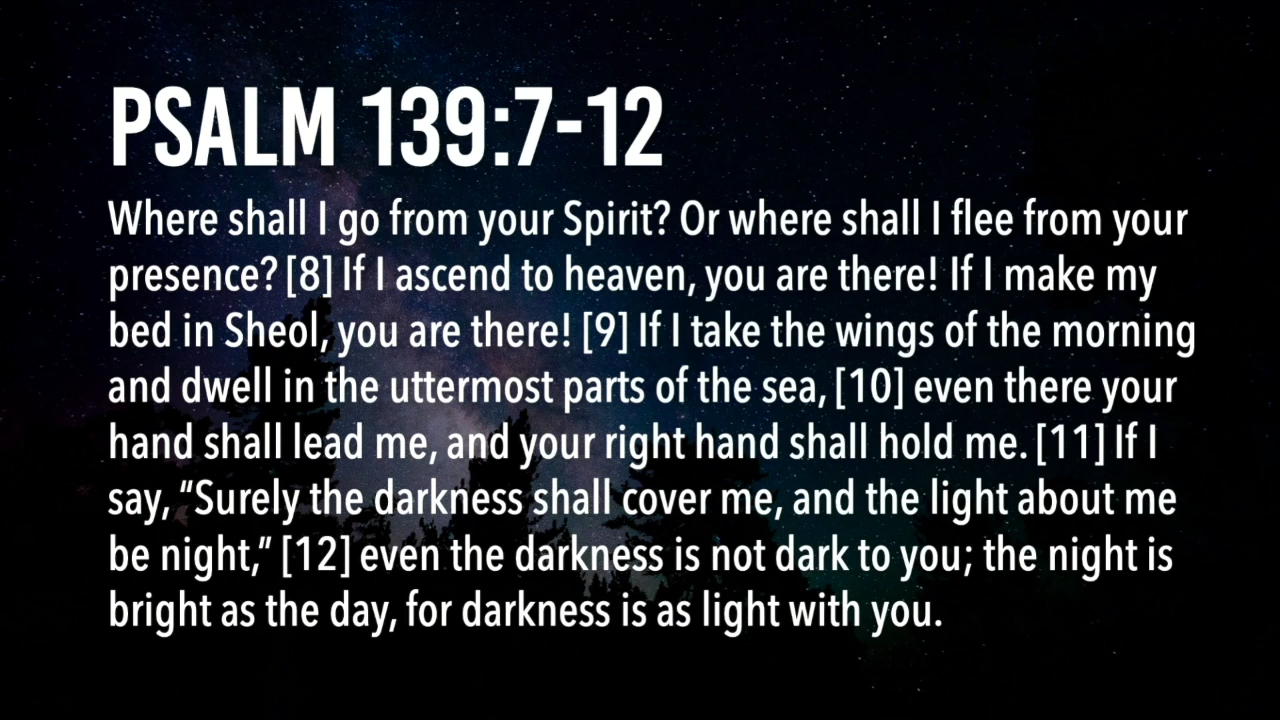 PSALM 139:7-12
Where shall I go from your Spirit? Or where shall I flee from your
presence? [8] If I ascend to heaven, you are there! If I make my
bed in Sheol, you are there! [9] If I take the wings of the morning
and dwell in the uttermost parts of the sea, [10] even there your
hand shall lead me, and your right hand shall hold me. [11] If I
say, “Surely the darkness shall cover me, and the light about me
be night,” [12] even the darkness is not dark to you; the night is
bright as the day, for darkness is as light with you.